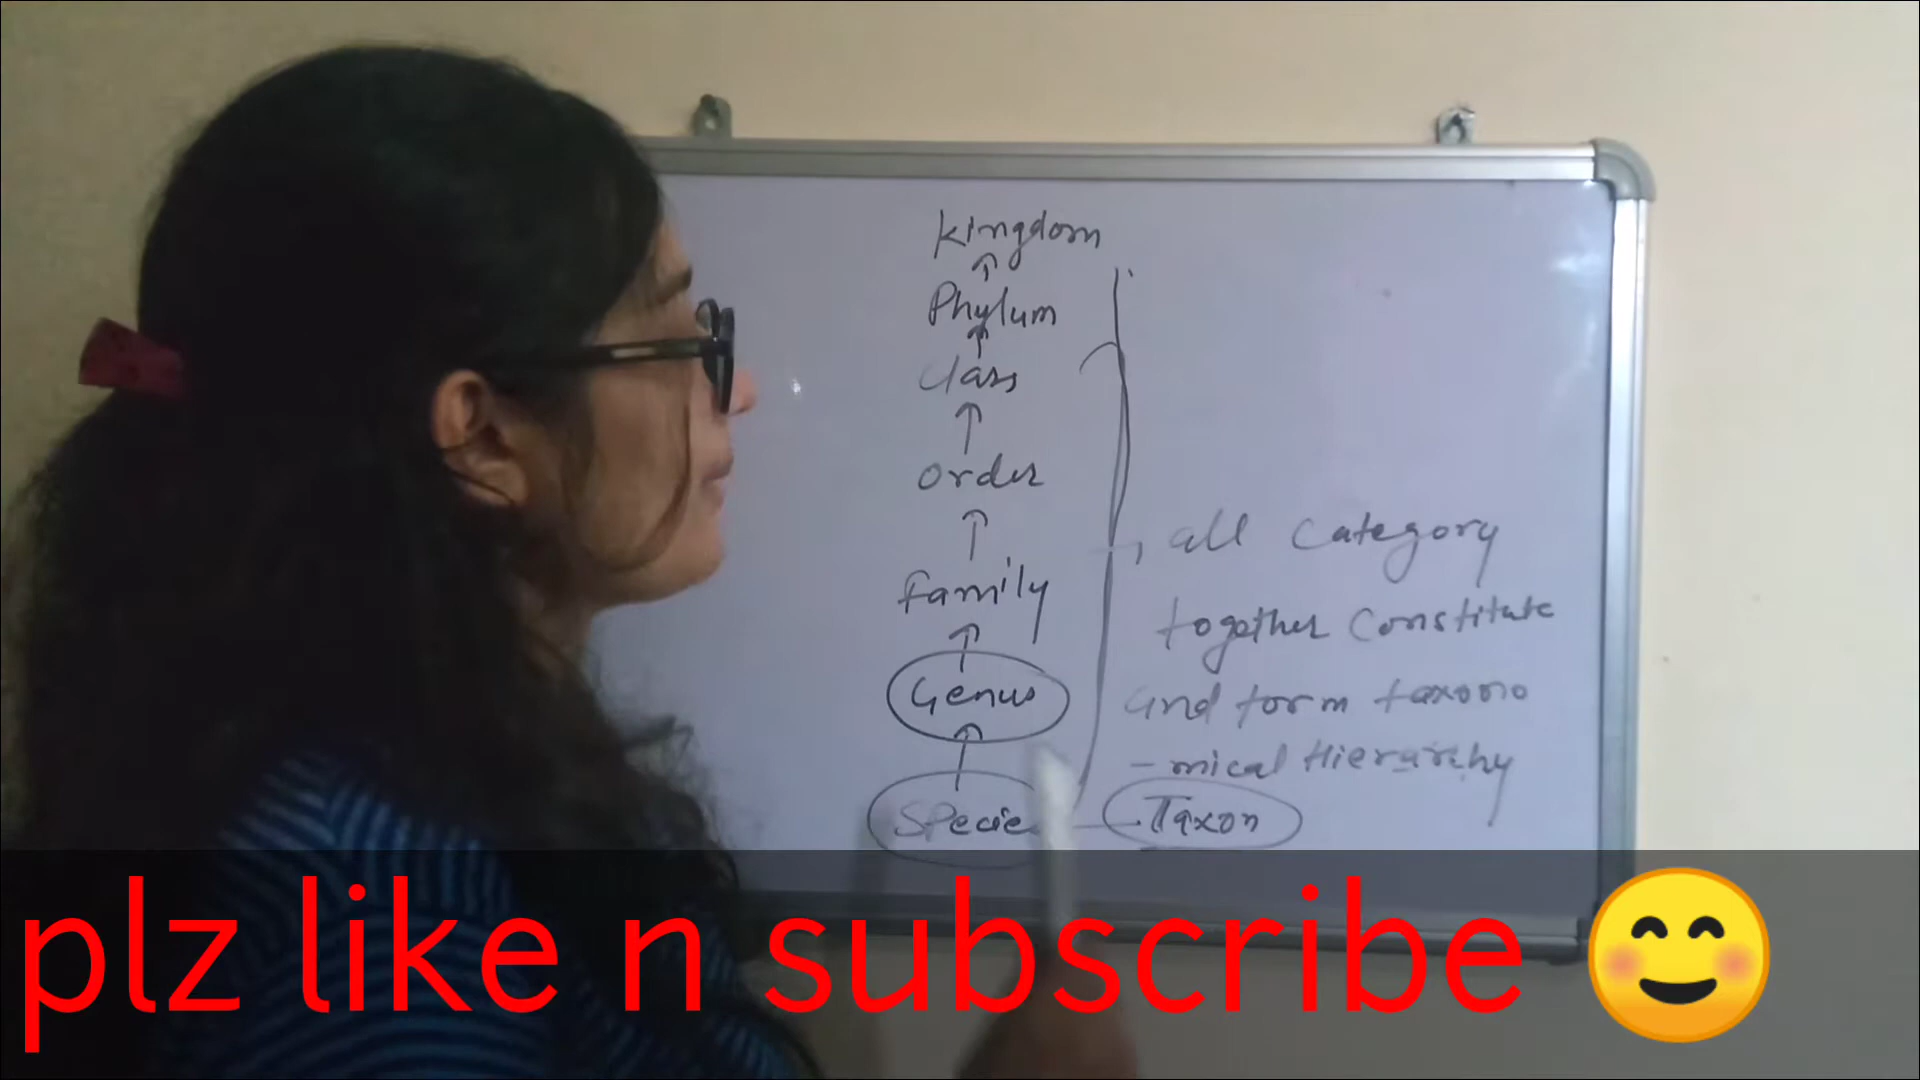 Kingdom
Phylum
Class
Order
Family
Genus
Specie
all Category
together Constitute
and form taxono
- mical Hierarchy
Taxon
plz like n subscribe 😊